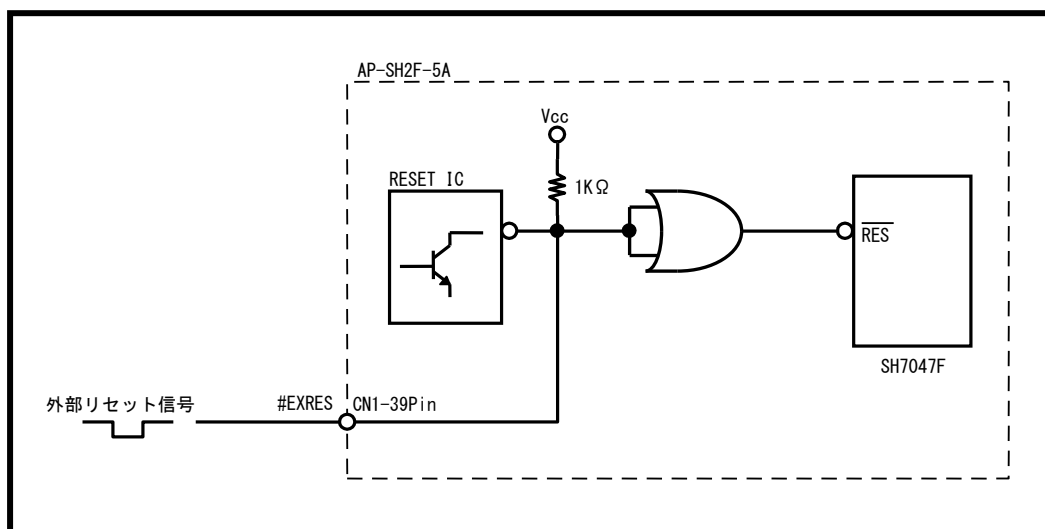 AP-SH2F-5A
Vcc
RESET IC
1KΩ
RES
SH7047F
外部リセット信号
#EXRES
CN1-39Pin